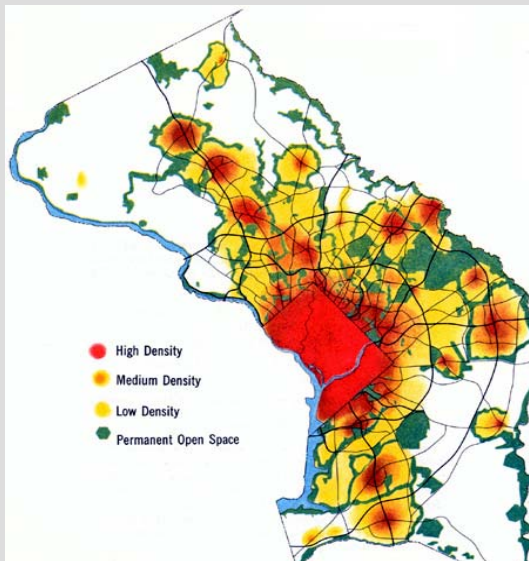 High Density
Medium Density
Low Density
Permanent Open Space